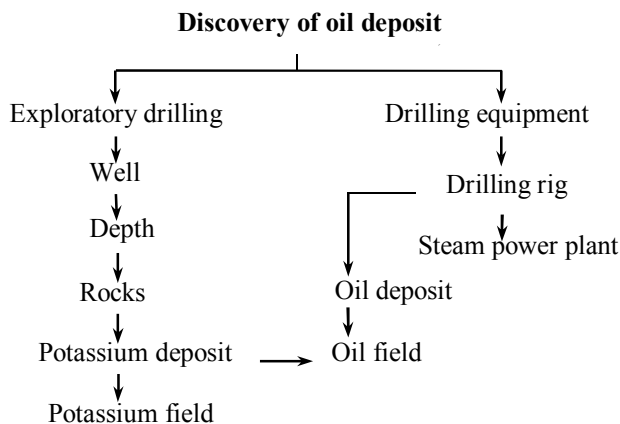 Discovery of oil deposit
Exploratory drilling
Drilling equipment
Well
Drilling rig
Depth
Steam power plant
Rocks
Oil deposit
Potassium deposit
Oil field
Potassium field